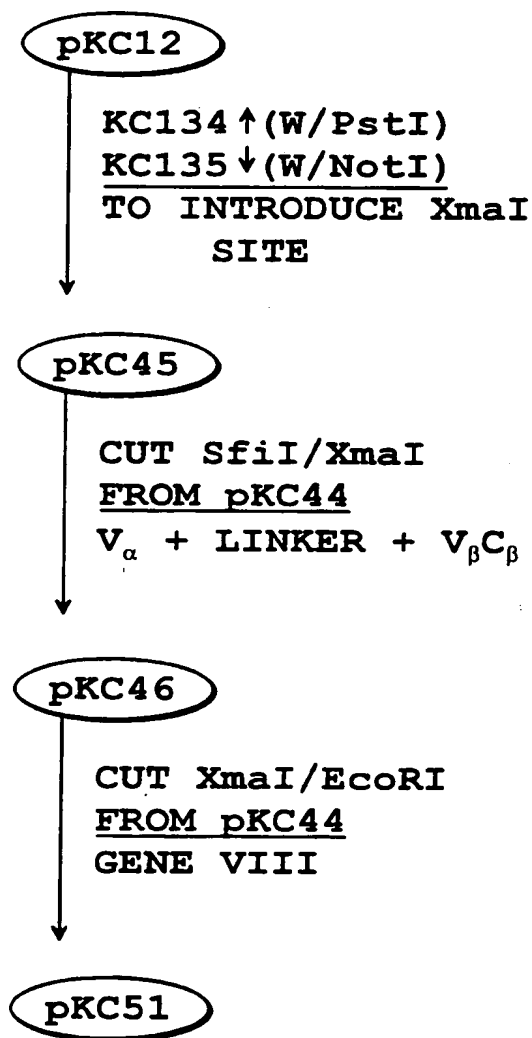 pKC12
KC134↑(W/PstI)
KC135↓(W/NotI)
TO INTRODUCE XmaI
SITE
pKC45
CUT SfiI/XmaI
FROM pKC44
Vα + LINKER + VβCβ
pKC46
CUT XmaI/EcoRI
FROM pKC44
GENE VIII
pKC51